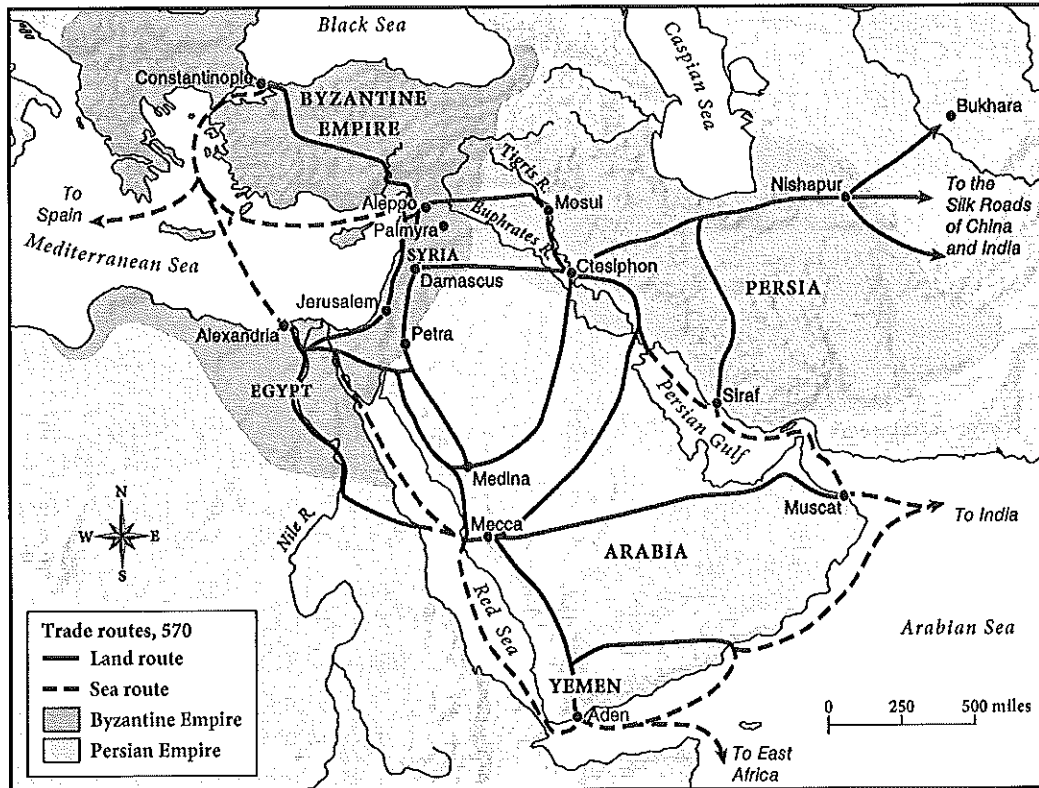 Black Sea
Constantinople
BYZANTINE
EMPIRE
Caspian Sea
Bukhara
To
Spain
Mediterranean Sea
Aleppo
Palmyra
Tigris R.
Mosul
Euphrates R.
Nishapur
To the
Silk Roads
of China
and India
SYRIA
Damascus
Ctesiphon
PERSIA
Jerusalem
Alexandria
Petra
EGYPT
Siraf
Persian Gulf
Medina
Muscat
To India
N
W
E
S
Nile R.
Mecca
ARABIA
Red Sea
Arabian Sea
YEMEN
Aden
To East
Africa
0 250 500 miles
Trade routes, 570
Land route
Sea route
Byzantine Empire
Persian Empire